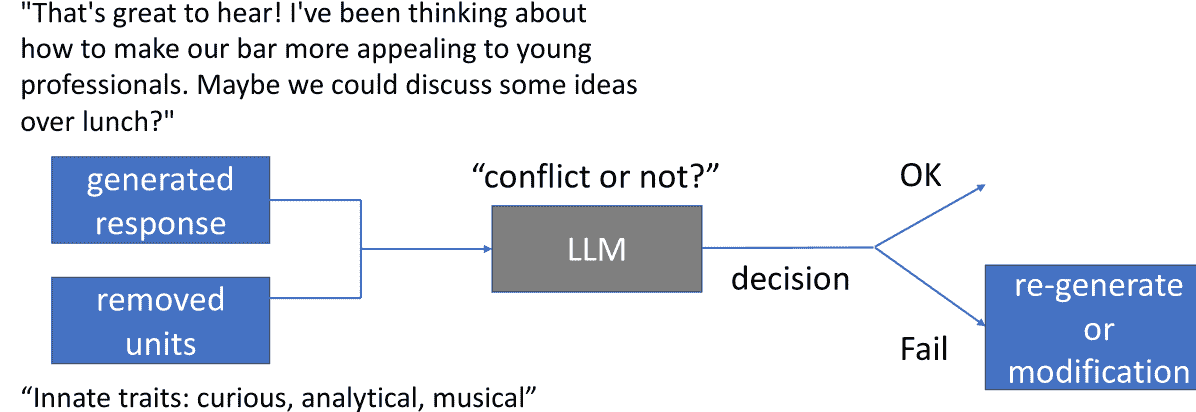 "That's great to hear! I've been thinking about
how to make our bar more appealing to young
professionals. Maybe we could discuss some ideas
over lunch?"
generated
response
removed
units
“Innate traits: curious, analytical, musical”
“conflict or not?”
LLM
decision
OK
Fail
re-generate
or
modification